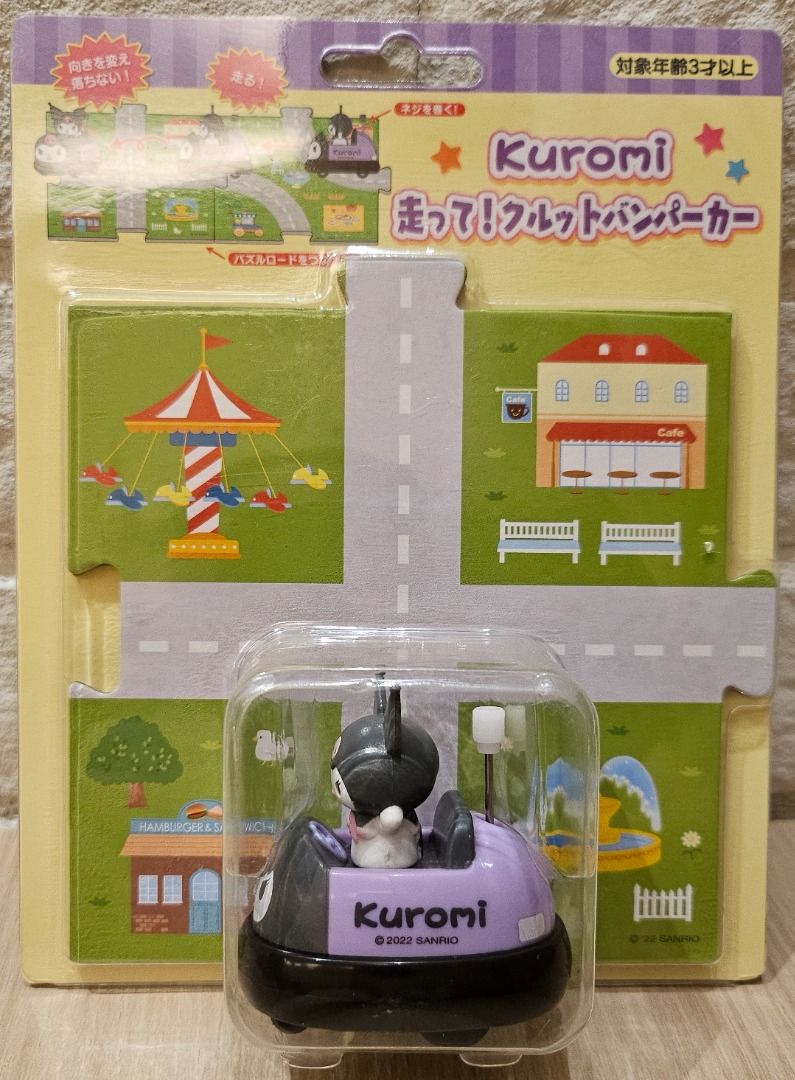 向きを変え
落ちない！
走る！
対象年齢3才以上
ネジを巻く！
Kuromi
Kuromi
走って！クルットバンパーカー
パズルロードをつ
Cafe
Cafe
HAMBURGER & SANDWICH
Kuromi
© 2022 SANRIO
© '22 SANRIO